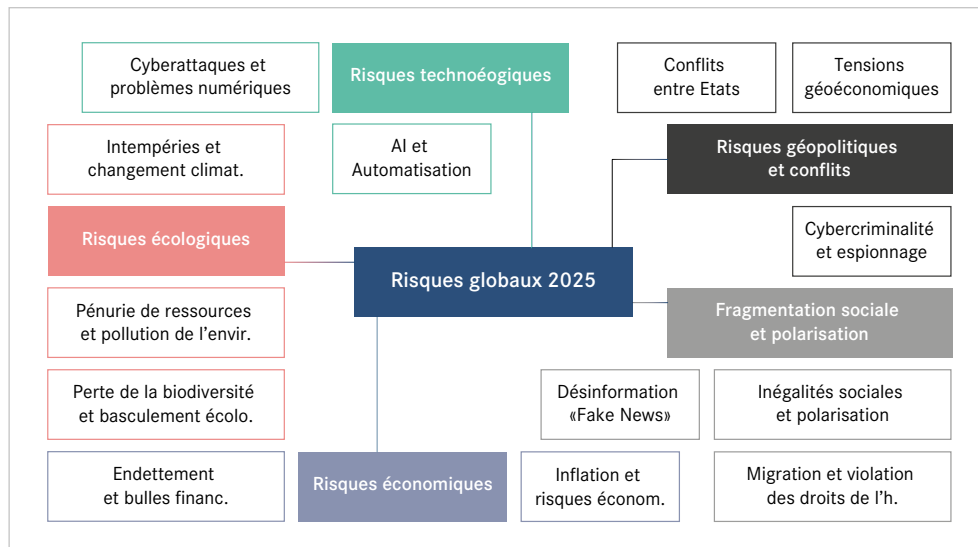 Cyberattaques et
problèmes numériques
Risques technoéogiques
Conflits
entre Etats
Tensions
géoéconomiques
Intempéries et
changement climat.
AI et
Automatisation
Risques géopolitiques
et conflits
Risques écologiques
Cybercriminalité
et espionnage
Risques globaux 2025
Pénurie de ressources
et pollution de l’envir.
Fragmentation sociale
et polarisation
Perte de la biodiversité
et basculement écolo.
Désinformation
«Fake News»
Inégalités sociales
et polarisation
Endettement
et bulles financ.
Risques économiques
Inflation et
risques économ.
Migration et violation
des droits de l’h.